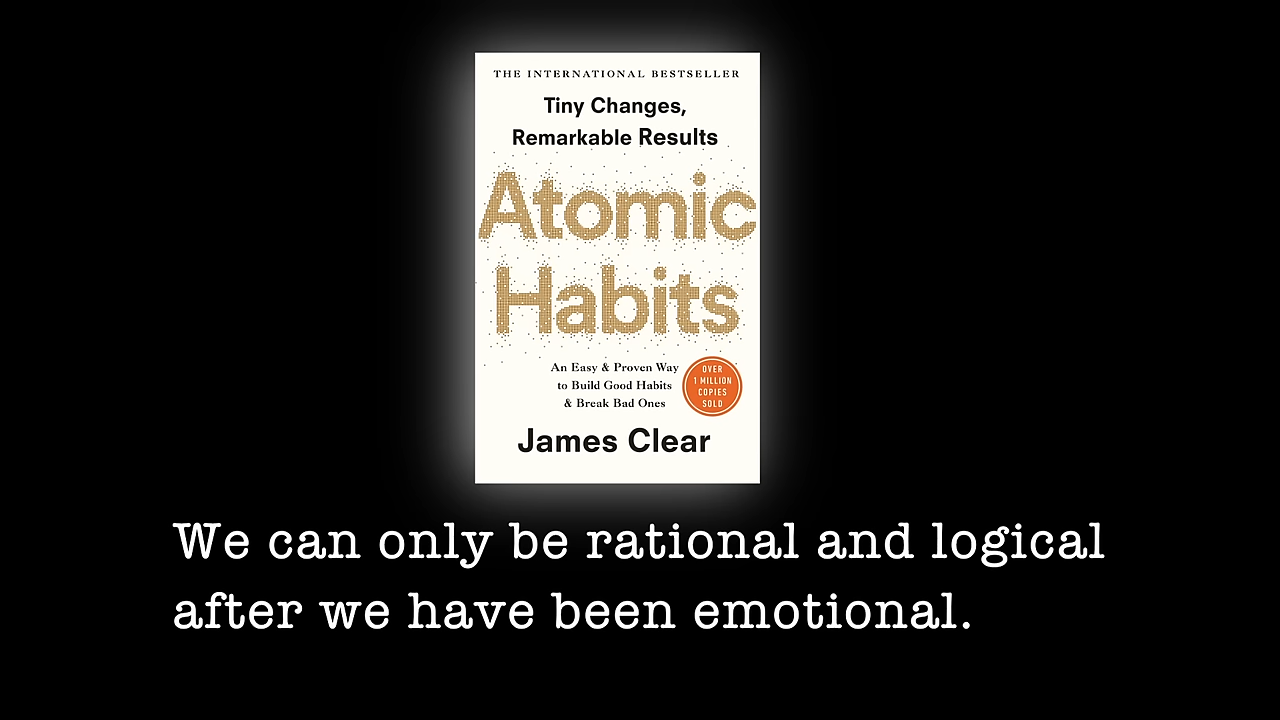 THE INTERNATIONAL BESTSELLER
Tiny Changes,
Remarkable Results
Atomic
Habits
An Easy & Proven Way
to Build Good Habits
& Break Bad Ones
OVER
1 MILLION
COPIES
SOLD
James Clear
We can only be rational and logical
after we have been emotional.